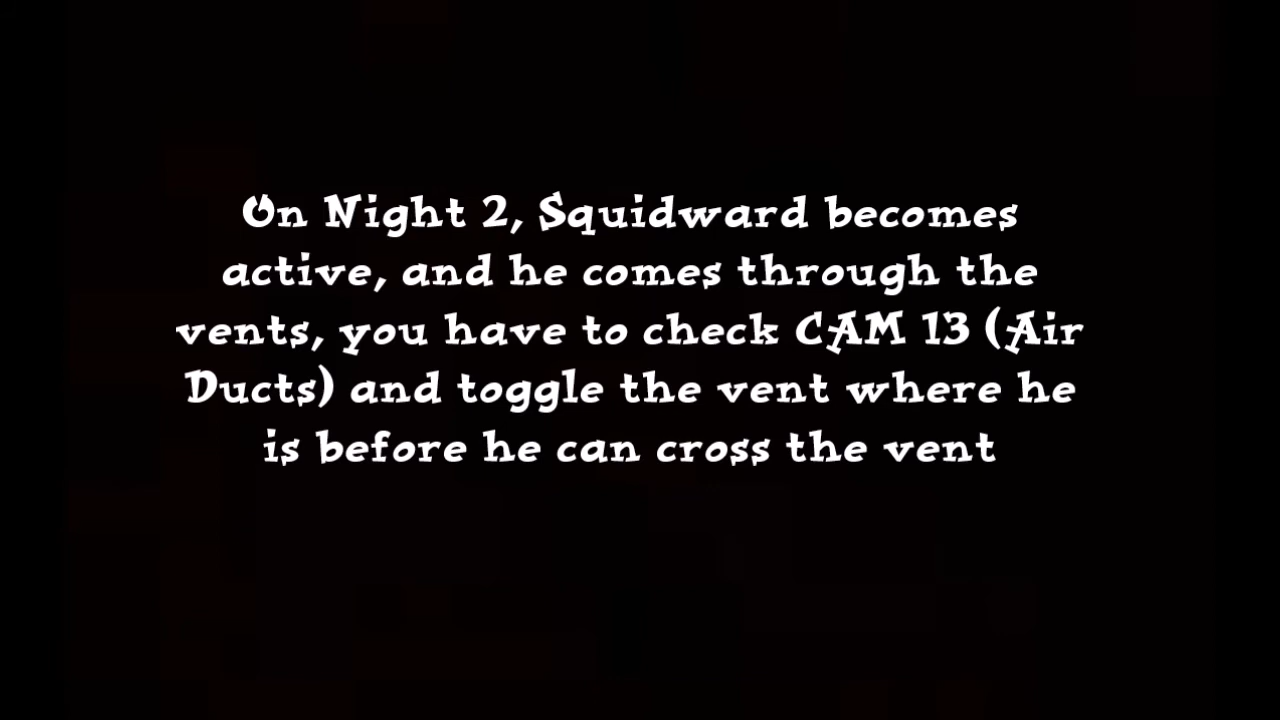 On Night 2, Squidward becomes
active, and he comes through the
vents, you have to check CAM 13 (Air
Ducts) and toggle the vent where he
is before he can cross the vent